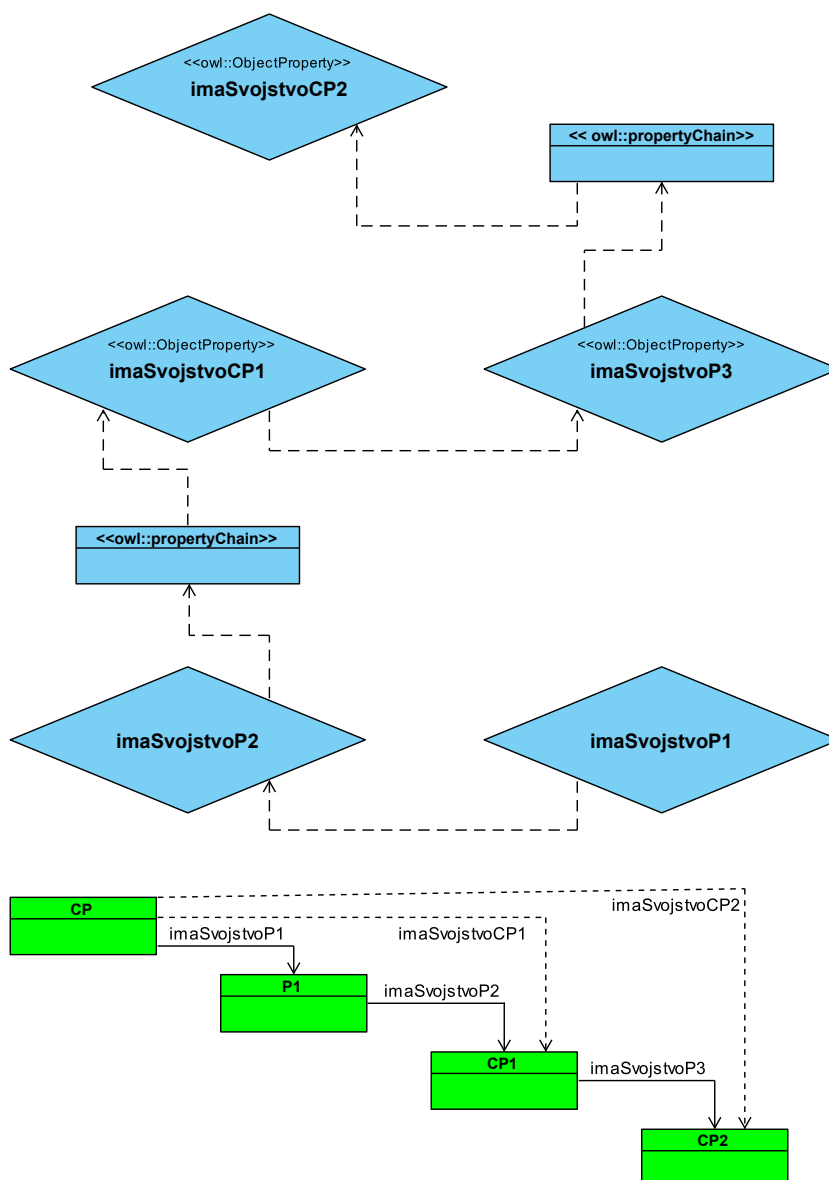 <<owl::ObjectProperty>>
imaSvojstvoCP2
<< owl::propertyChain>>
<<owl::ObjectProperty>>
imaSvojstvoCP1
<<owl::ObjectProperty>>
imaSvojstvoP3
<<owl::propertyChain>>
imaSvojstvoP2
imaSvojstvoP1
CP
imaSvojstvoCP2
imaSvojstvoP1
imaSvojstvoCP1
P1
imaSvojstvoP2
CP1
imaSvojstvoP3
CP2